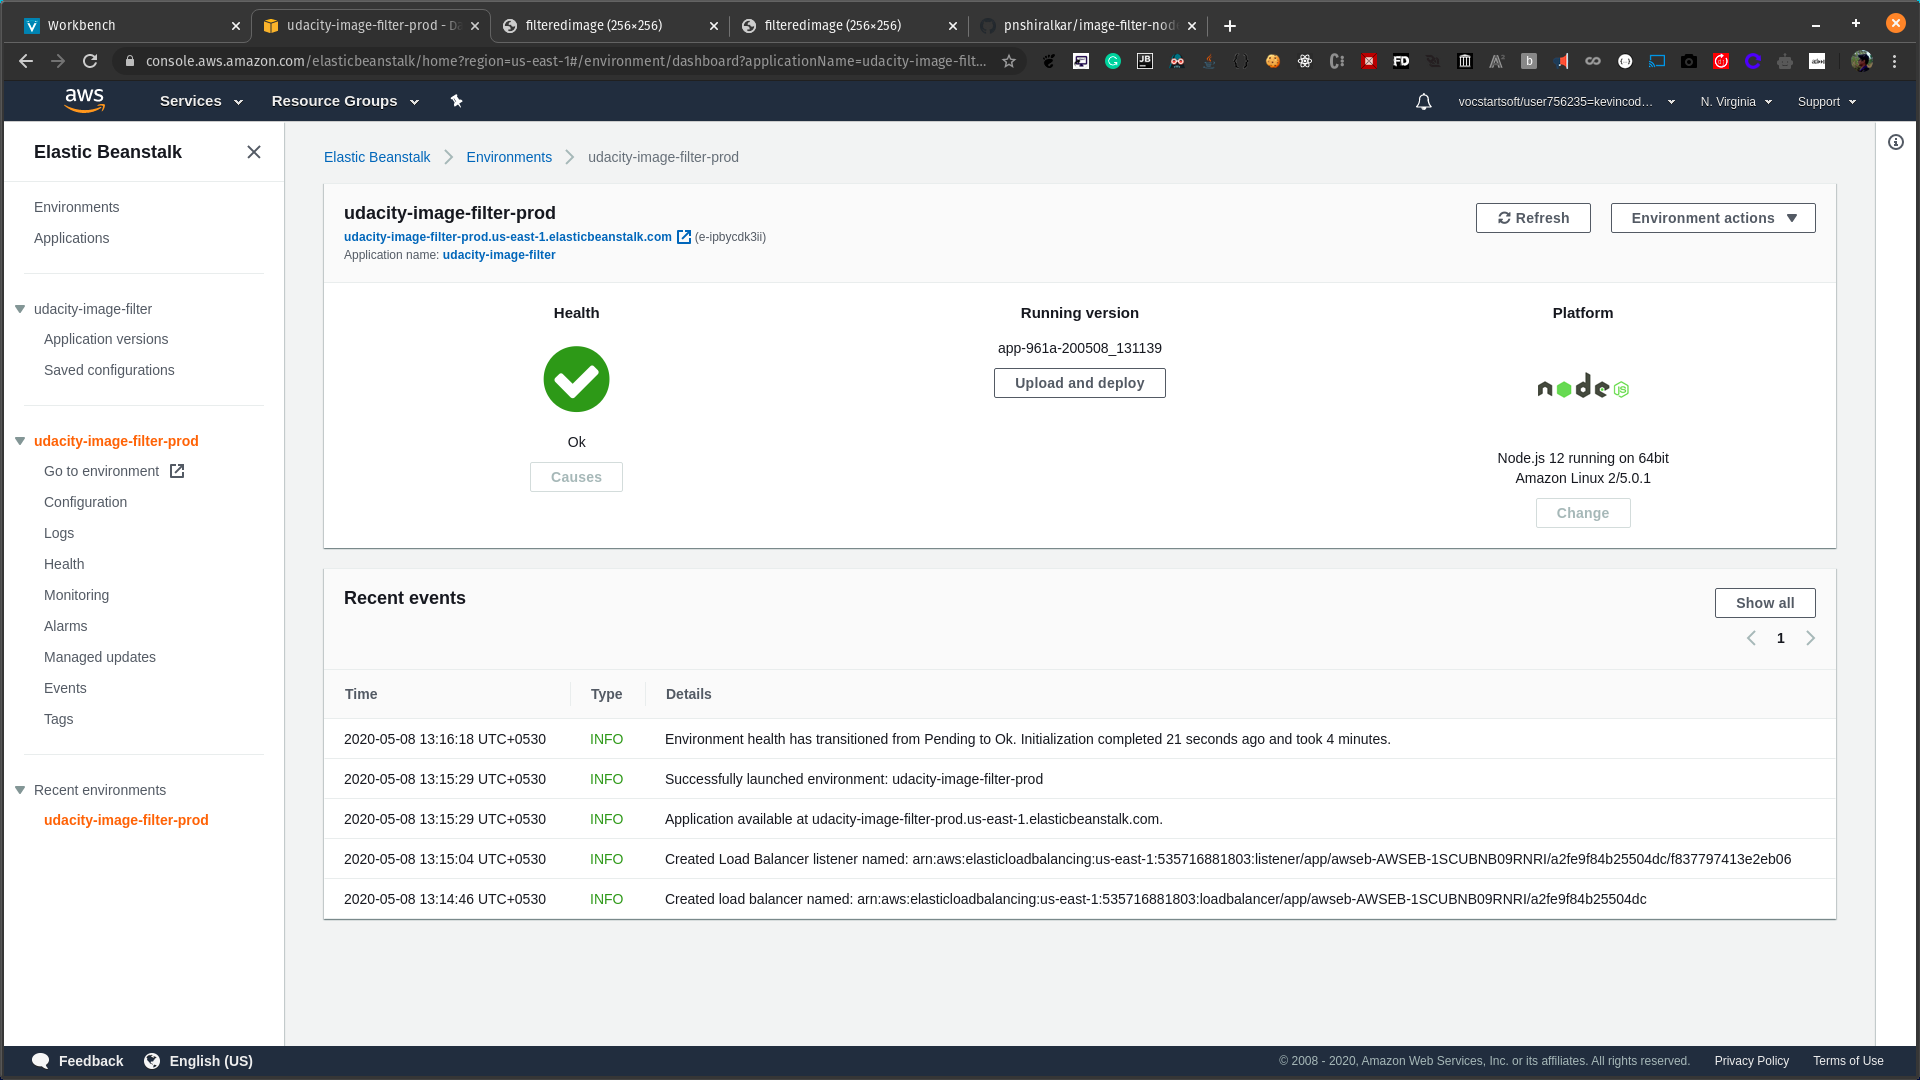 Workbench
udacity-image-filter-prod - Da
filteredimage (256×256)
filteredimage (256×256)
pnshiralkar/image-filter-nod
console.aws.amazon.com/elasticbeanstalk/home?region=us-east-1#/environment/dashboard?applicationName=udacity-image-filt...
aws
Services
Resource Groups
vocstartsoft/user756235=kevincod...
N. Virginia
Support
Elastic Beanstalk
Environments
Applications
udacity-image-filter
Application versions
Saved configurations
udacity-image-filter-prod
Go to environment
Configuration
Logs
Health
Monitoring
Alarms
Managed updates
Events
Tags
Recent environments
udacity-image-filter-prod
Elastic Beanstalk
Environments
udacity-image-filter-prod
udacity-image-filter-prod
udacity-image-filter-prod.us-east-1.elasticbeanstalk.com (e-ipbycdk3ii)
Application name: udacity-image-filter
Refresh
Environment actions
Health
Ok
Causes
Running version
app-961a-200508_131139
Upload and deploy
Platform
node JS
Node.js 12 running on 64bit
Amazon Linux 2/5.0.1
Change
Recent events
Show all
1
Time Type Details
2020-05-08 13:16:18 UTC+0530 INFO Environment health has transitioned from Pending to Ok. Initialization completed 21 seconds ago and took 4 minutes.
2020-05-08 13:15:29 UTC+0530 INFO Successfully launched environment: udacity-image-filter-prod
2020-05-08 13:15:29 UTC+0530 INFO Application available at udacity-image-filter-prod.us-east-1.elasticbeanstalk.com.
2020-05-08 13:15:04 UTC+0530 INFO Created Load Balancer listener named: arn:aws:elasticloadbalancing:us-east-1:535716881803:listener/app/awseb-AWSEB-1SCUBNB09RNRI/a2fe9f84b25504dc/f837797413e2eb06
2020-05-08 13:14:46 UTC+0530 INFO Created load balancer named: arn:aws:elasticloadbalancing:us-east-1:535716881803:loadbalancer/app/awseb-AWSEB-1SCUBNB09RNRI/a2fe9f84b25504dc
Feedback
English (US)
© 2008 - 2020, Amazon Web Services, Inc. or its affiliates. All rights reserved.
Privacy Policy
Terms of Use